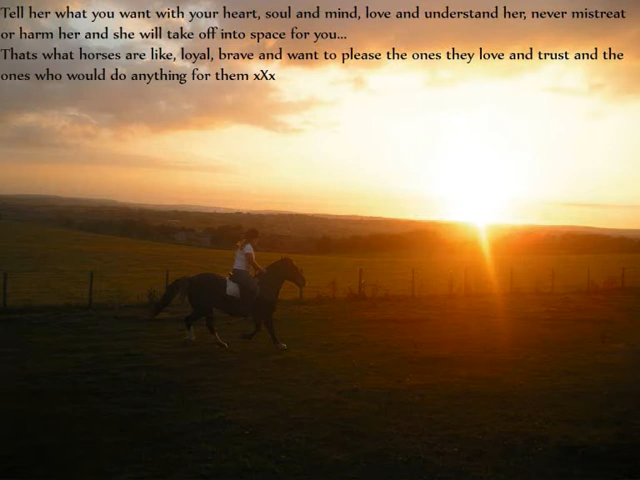 Tell her what you want with your heart, soul and mind, love and understand her, never mistreat
or harm her and she will take off into space for you...
Thats what horses are like, loyal, brave and want to please the ones they love and trust and the
ones who would do anything for them xXx